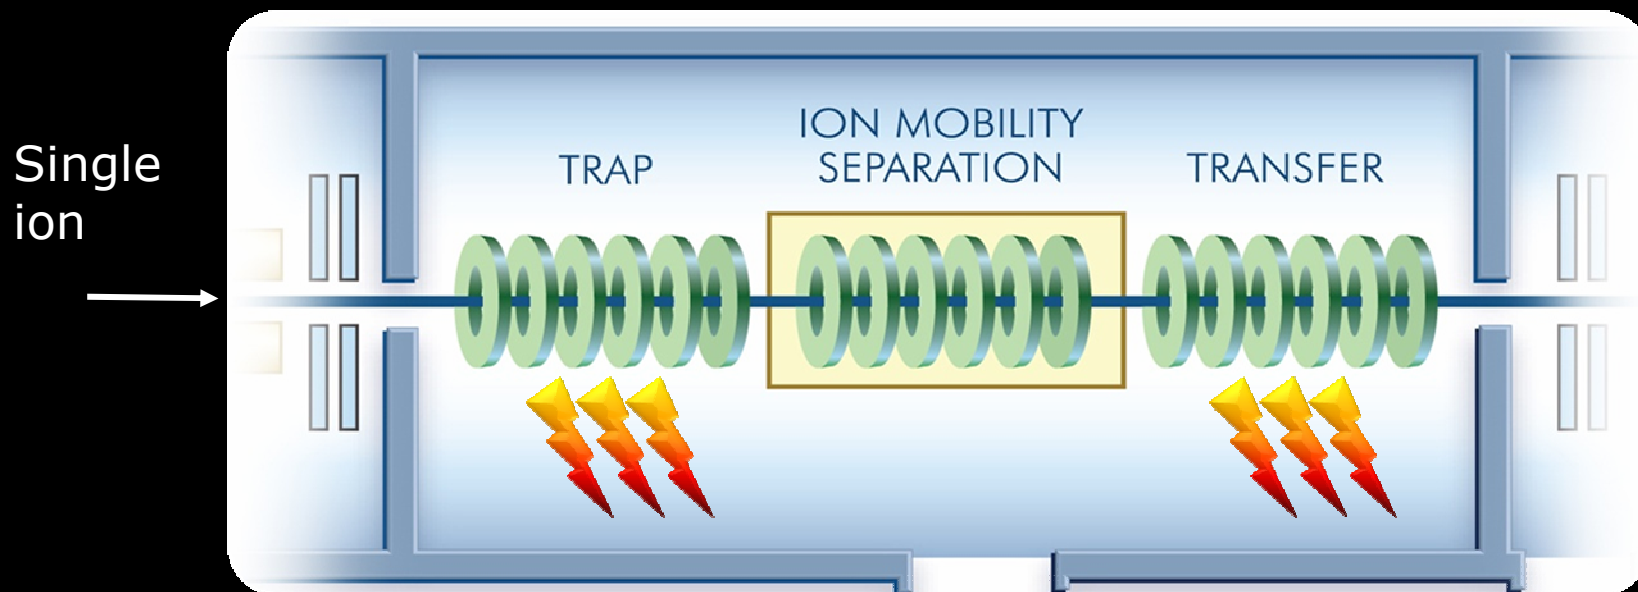 Single
ion
TRAP
ION MOBILITY
SEPARATION
TRANSFER